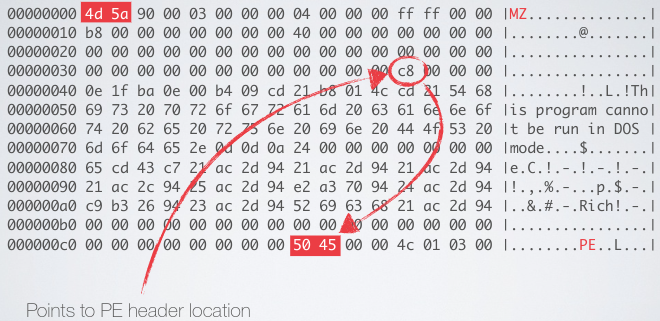 00000000 4d 5a 90 00 03 00 00 00 04 00 00 00 ff ff 00 00 |MZ..............|
00000010 b8 00 00 00 00 00 00 00 40 00 00 00 00 00 00 00 |........@.......|
00000020 00 00 00 00 00 00 00 00 00 00 00 00 00 00 00 00 |................|
00000030 00 00 00 00 00 00 00 00 00 00 00 00 c8 00 00 00 |................|
00000040 0e 1f ba 0e 00 b4 09 cd 21 b8 01 4c cd 21 54 68 |........!..L.!Th|
00000050 69 73 20 70 72 6f 67 72 61 6d 20 63 61 6e 6e 6f |is program canno|
00000060 74 20 62 65 20 72 75 6e 20 69 6e 20 44 4f 53 20 |t be run in DOS |
00000070 6d 6f 64 65 2e 0d 0d 0a 24 00 00 00 00 00 00 00 |mode....$.......|
00000080 65 cd 43 c7 21 ac 2d 94 21 ac 2d 94 21 ac 2d 94 |e.C.!.-.!.-.!.-.|
00000090 21 ac 2c 94 25 ac 2d 94 e2 a3 70 94 24 ac 2d 94 |!.,.%.-...p.$.-.|
000000a0 c9 b3 26 94 23 ac 2d 94 52 69 63 68 21 ac 2d 94 |..&.#.-.Rich!.-.|
000000b0 00 00 00 00 00 00 00 00 00 00 00 00 00 00 00 00 |................|
000000c0 00 00 00 00 00 00 00 00 50 45 00 00 4c 01 03 00 |........PE..L...|
Points to PE header location